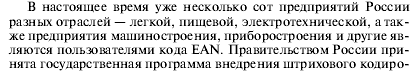 В настоящее время уже несколько сот предприятий России
разных отраслей — легкой, пищевой, электротехнической, а так-
же предприятия машиностроения, приборостроения и другие яв-
ляются пользователями кода EAN. Правительством России при-
нята государственная программа внедрения штрихового кодиро-